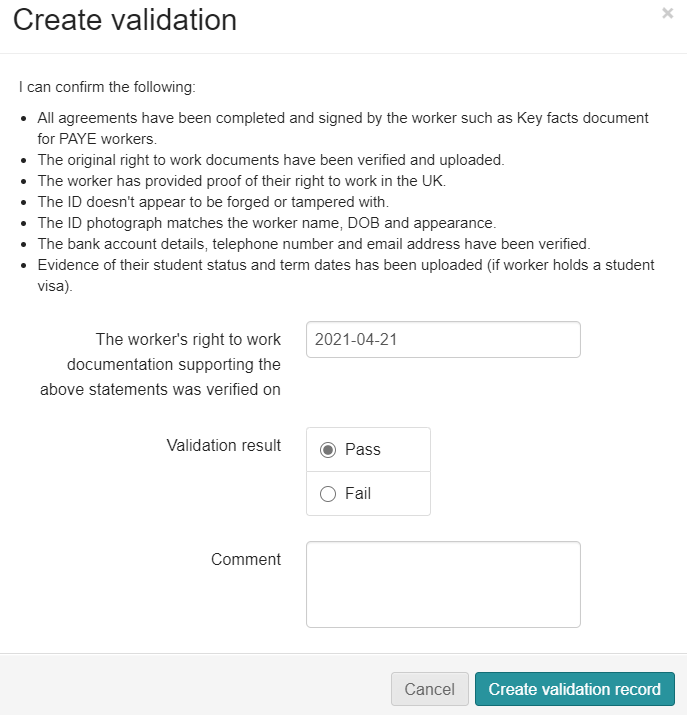 Create validation
×
I can confirm the following:
• All agreements have been completed and signed by the worker such as Key facts document
for PAYE workers.
• The original right to work documents have been verified and uploaded.
• The worker has provided proof of their right to work in the UK.
• The ID doesn't appear to be forged or tampered with.
• The ID photograph matches the worker name, DOB and appearance.
• The bank account details, telephone number and email address have been verified.
• Evidence of their student status and term dates has been uploaded (if worker holds a student
visa).
The worker's right to work
documentation supporting the
above statements was verified on
2021-04-21
Validation result
Pass
Fail
Comment
Cancel
Create validation record